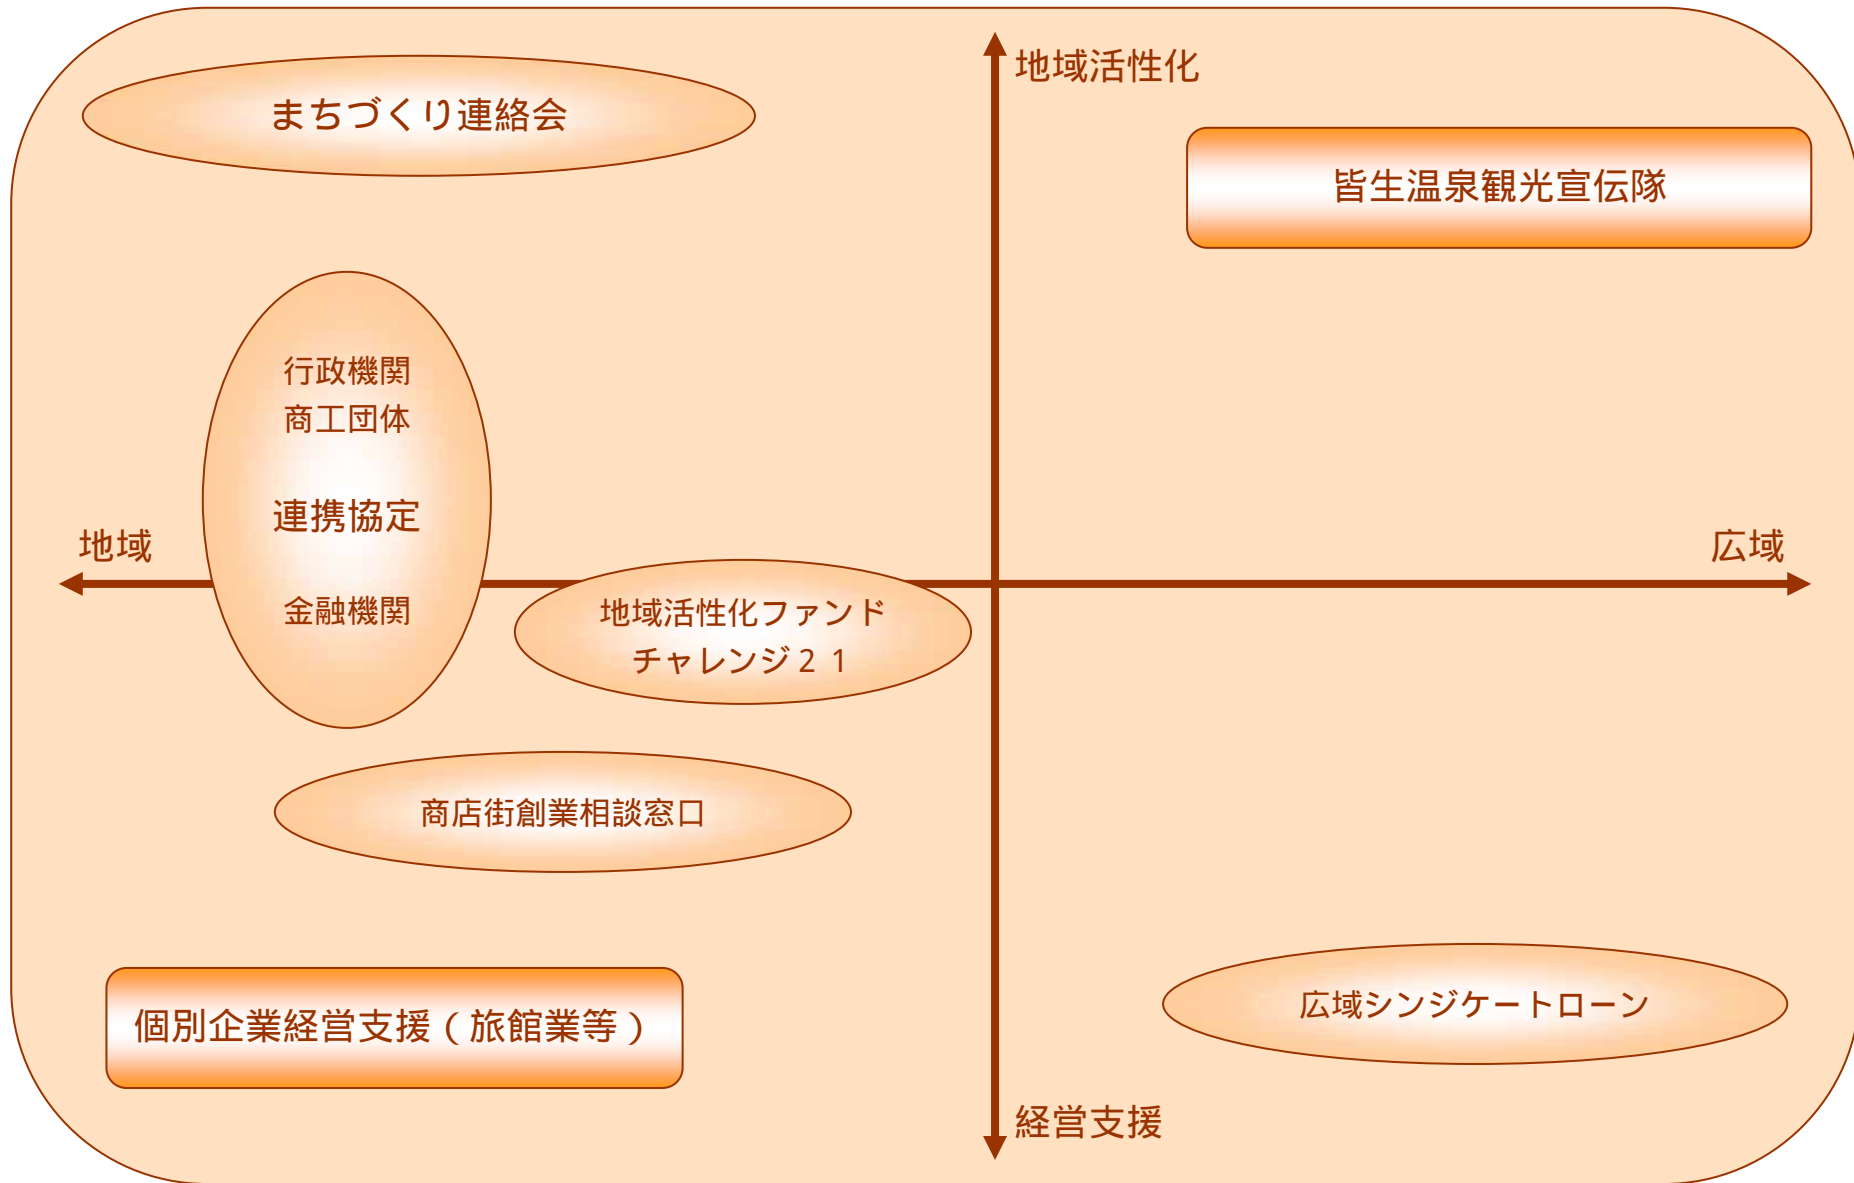 地域活性化
まちづくり連絡会
皆生温泉観光宣伝隊
行政機関
商工団体
連携協定
金融機関
地域
広域
地域活性化ファンド
チャレンジ２１
商店街創業相談窓口
個別企業経営支援（旅館業等）
広域シンジケートローン
経営支援